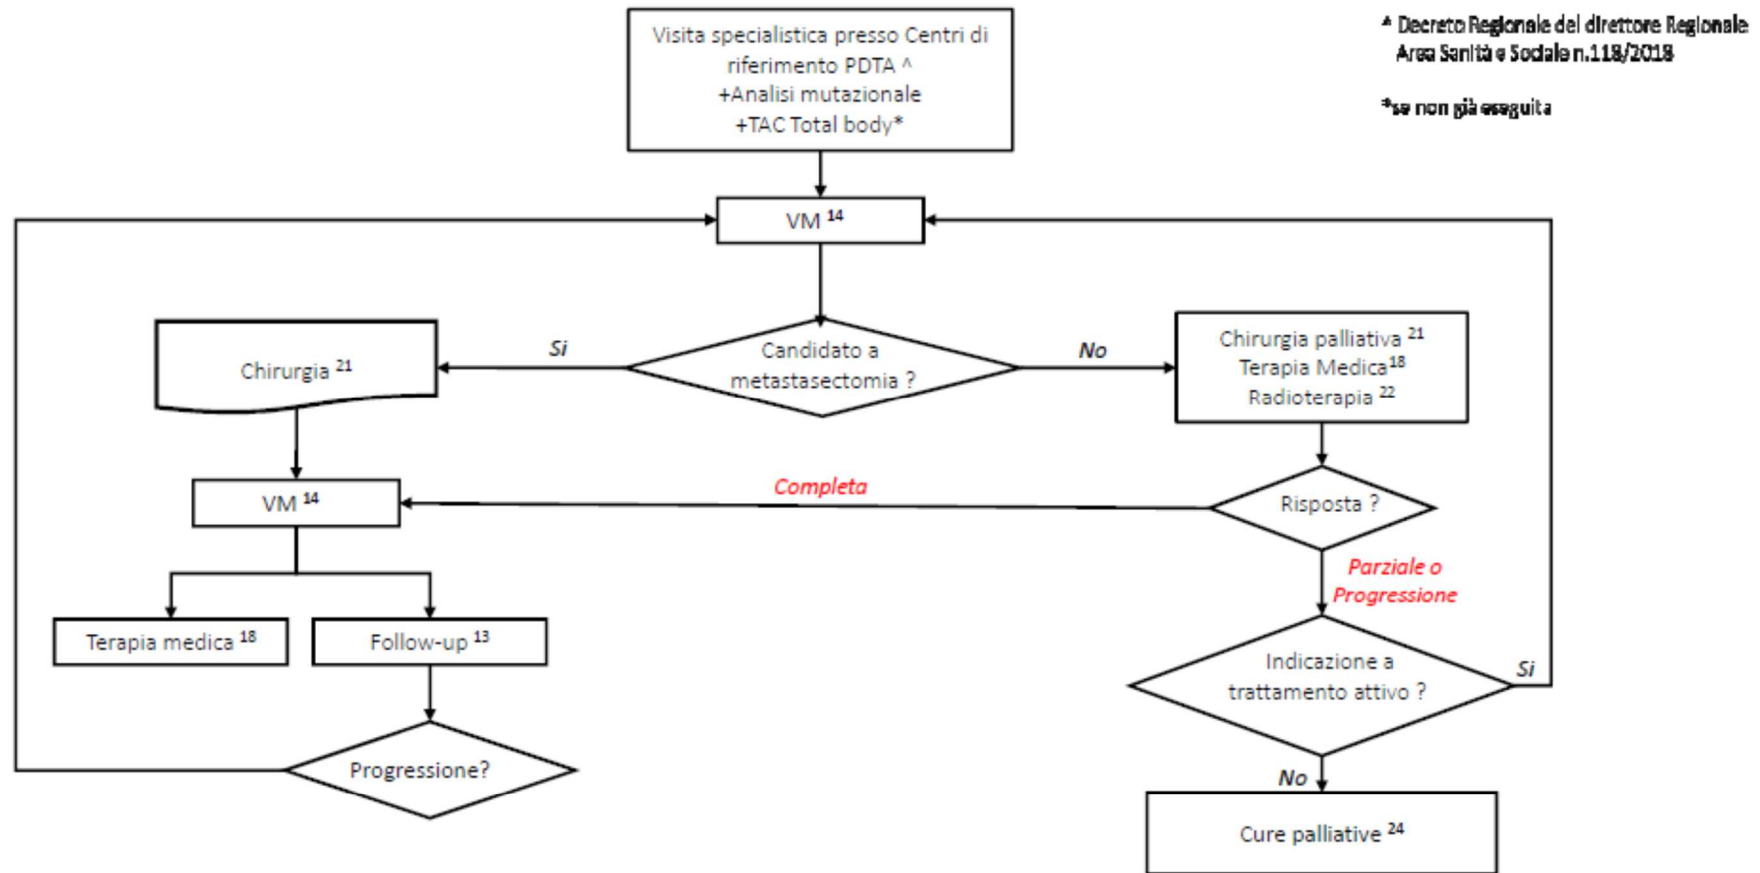 Visita specialistica presso Centri di
riferimento PDTA ^
+Analisi mutazionale
+TAC Total body*
^ Decreto Regionale del direttore Regionale
Area Sanità e Sociale n.118/2018
*se non già eseguita
VM 14
Chirurgia 21
Si
Candidato a
metastasectomia ?
No
Chirurgia palliativa 21
Terapia Medica18
Radioterapia 22
VM 14
Completa
Risposta ?
Parziale o
Progressione
Terapia medica 18
Follow-up 13
Indicazione a
trattamento attivo ?
Si
Progressione?
No
Cure palliative 24